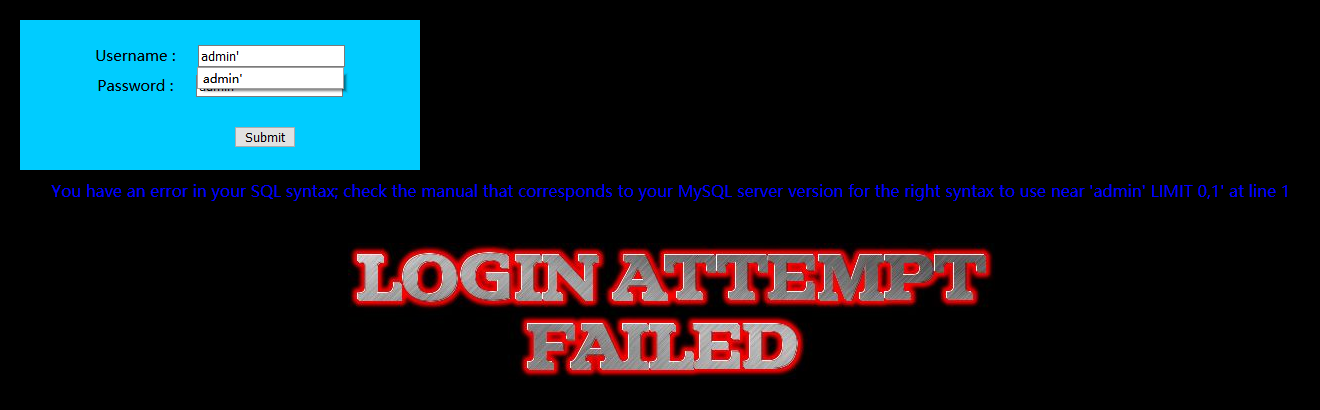 Username : admin'
admin'
Password : admin
Submit
You have an error in your SQL syntax; check the manual that corresponds to your MySQL server version for the right syntax to use near 'admin' LIMIT 0,1' at line 1
LOGIN ATTEMPT
FAILED